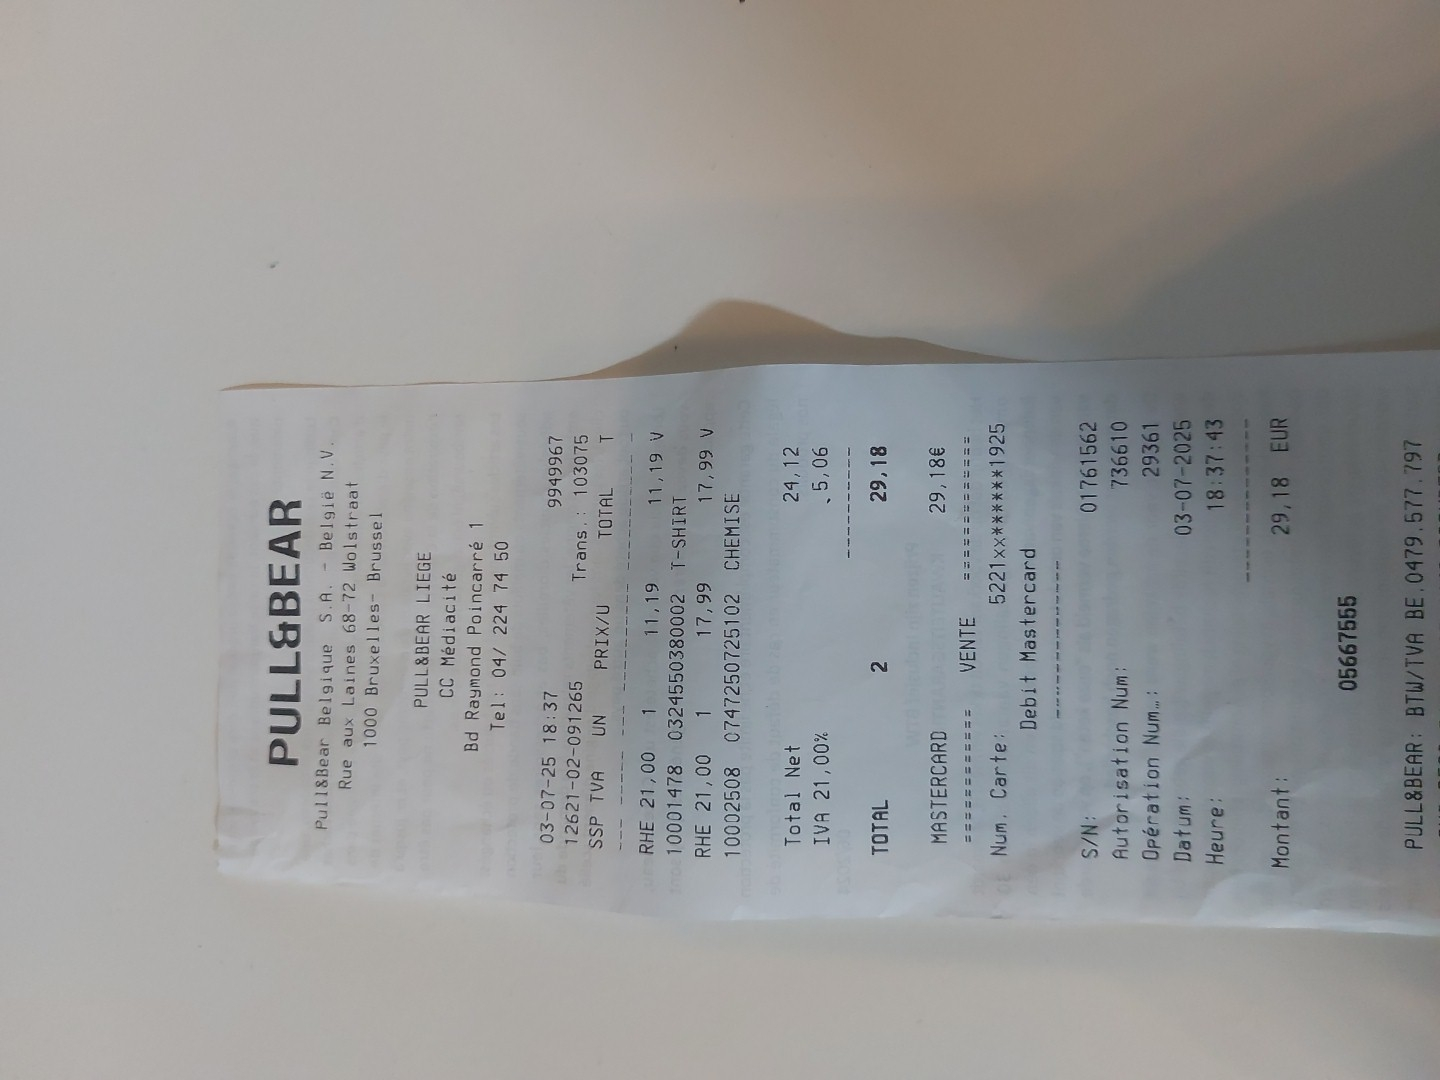 PULL&BEAR
Pull&Bear Belgique S.A. - België N.V.
Rue aux Laines 68-72 Wolstraat
1000 Bruxelles- Brussel
PULL&BEAR LIEGE
CC Médiacité
Bd Raymond Poincarré 1
Tel: 04/ 224 74 50
03-07-25 18:37 9949967
12621-02-091265 Trans.: 103075
SSP TVA UN PRIX/U TOTAL T
RHE 21,00 1 11,19 11,19 V
10001478 0324550380002 T-SHIRT
RHE 21,00 1 17,99 17,99 V
10002508 0747250725102 CHEMISE
Total Net 24,12
IVA 21,00% 5,06
TOTAL 2 29,18
MASTERCARD 29,18€
=========== VENTE ===========
Num. Carte: 5221xx******1925
Debit Mastercard
S/N: 01761562
Autorisation Num: 736610
Opération Num…: 29361
Datum: 03-07-2025
Heure: 18:37:43
Montant: 29,18 EUR
05667555
PULL&BEAR: BTW/TVA BE.0479.577.797